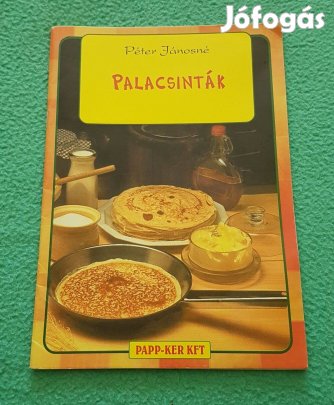 Jófogás
Péter Jánosné
PALACSINTÁK
PAPP-KER KFT